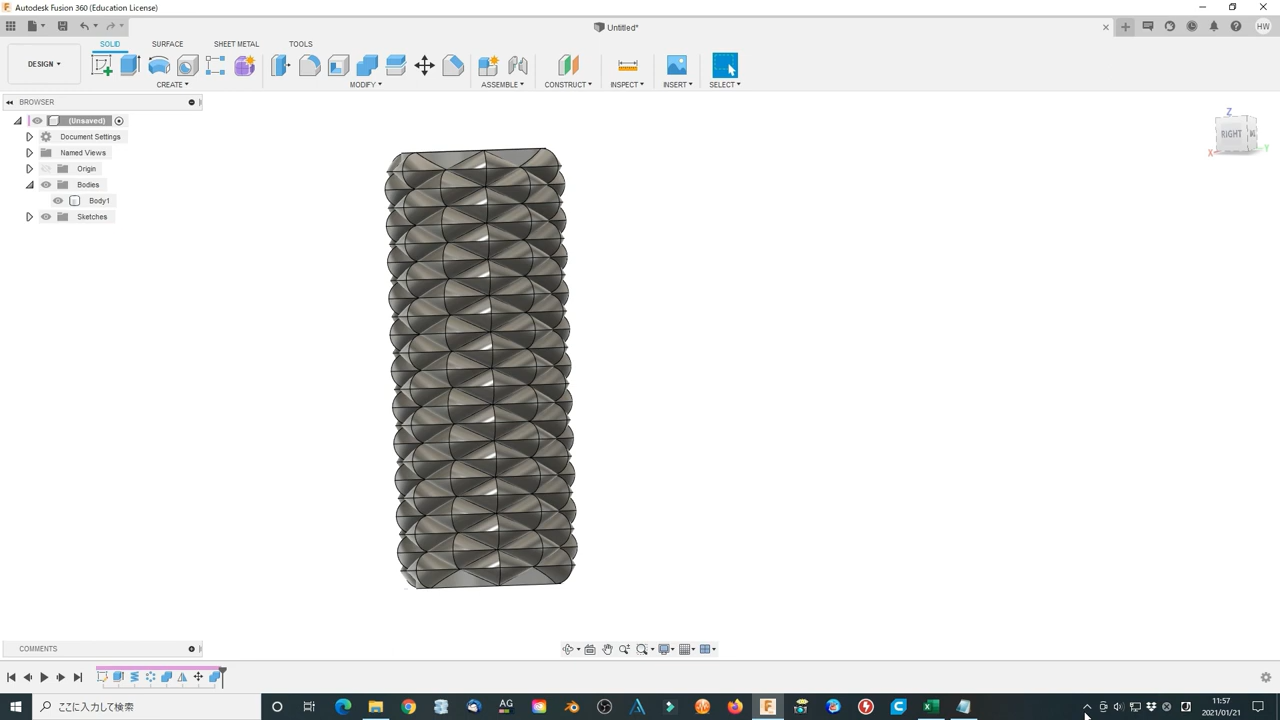 Autodesk Fusion 360 (Education License)
Untitled*
HW
DESIGN
SOLID
SURFACE
SHEET METAL
TOOLS
CREATE
MODIFY
ASSEMBLE
CONSTRUCT
INSPECT
INSERT
SELECT
BROWSER
(Unsaved)
Document Settings
Named Views
Origin
Bodies
Body1
Sketches
Z
RIGHT
X
Y
COMMENTS
ここに入力して検索
AG
11:57
2021/01/21